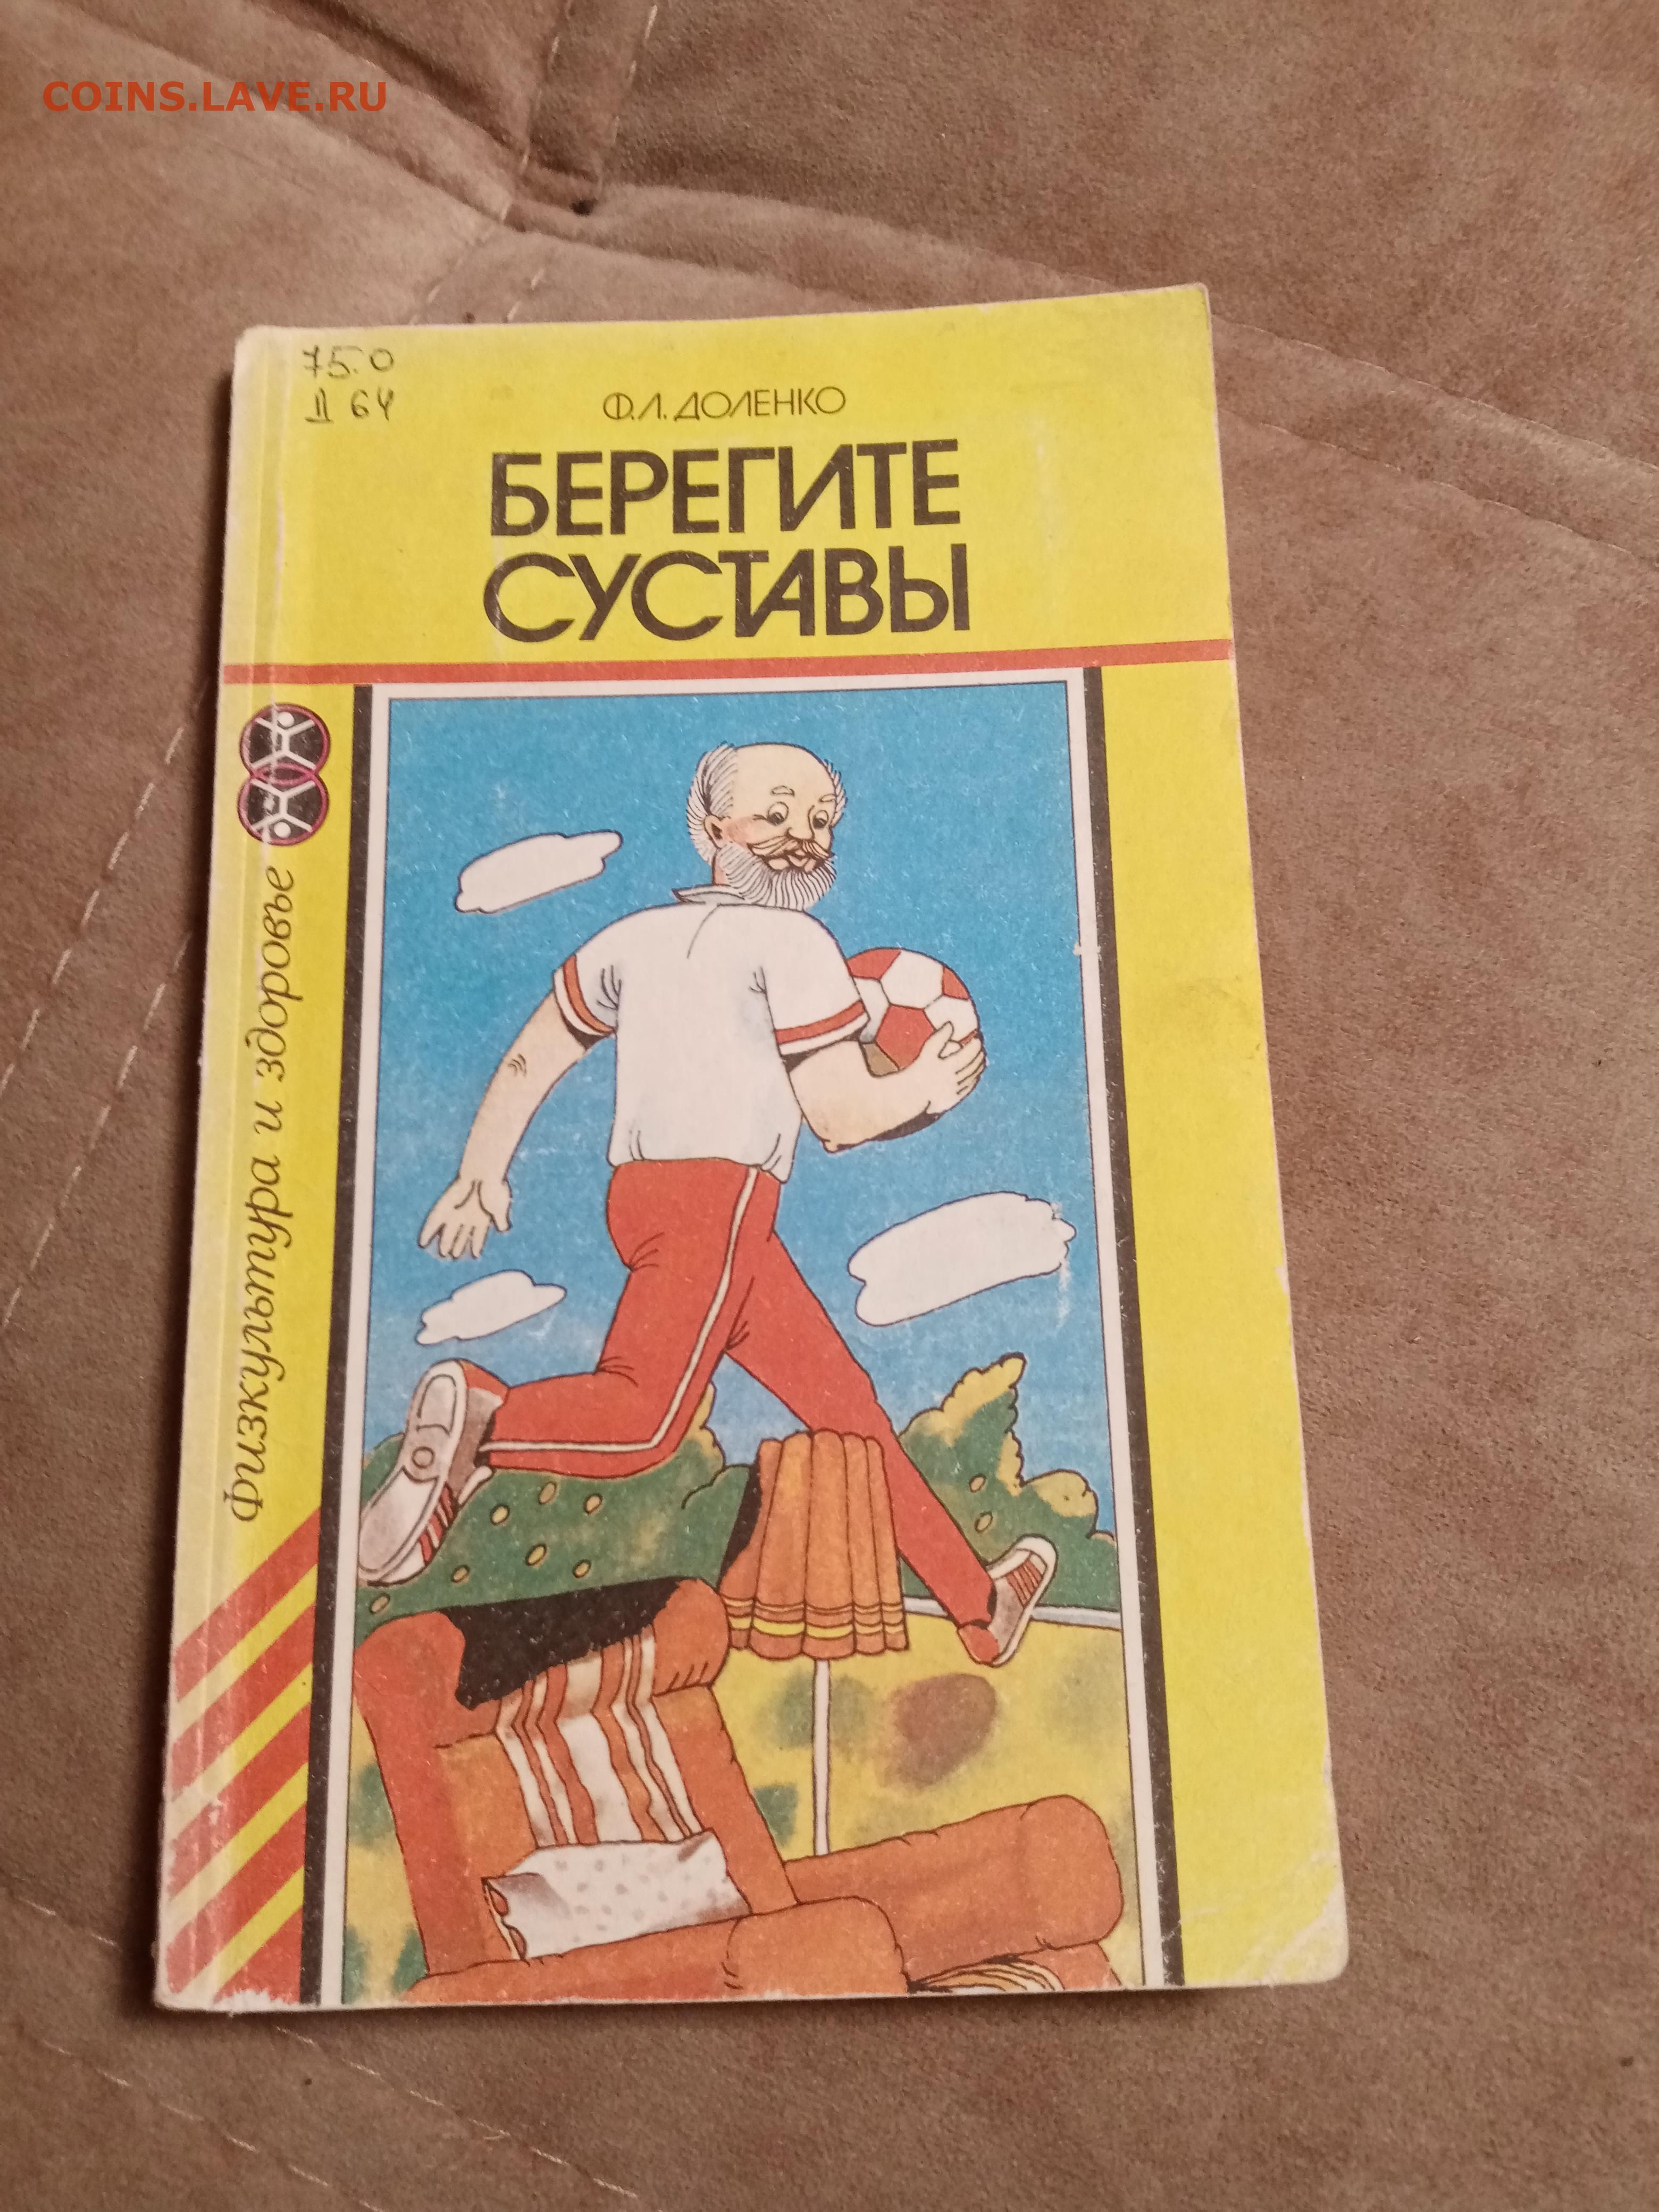 COINS.LAVE.RU
75.0
Д 64
Ф.Л. ДОЛЕНКО
БЕРЕГИТЕ
СУСТАВЫ
Физкультура и здоровье